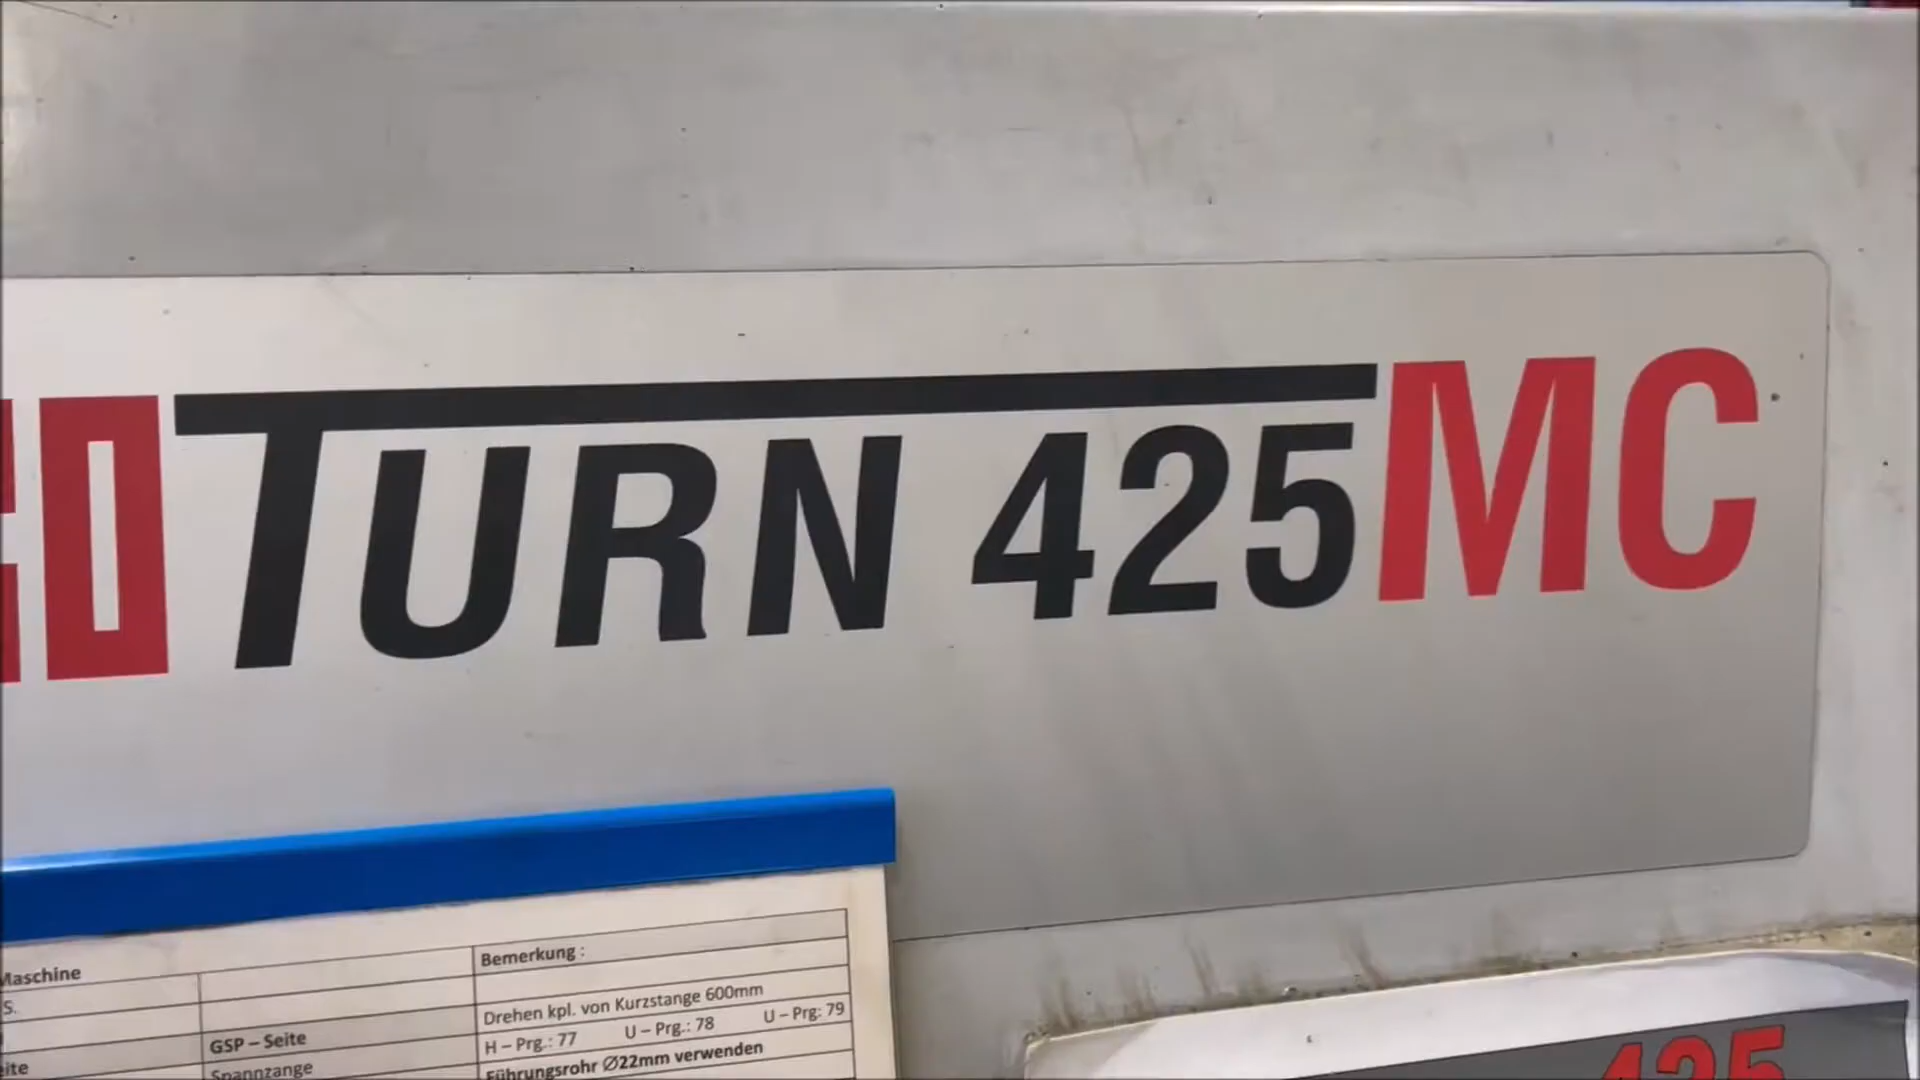 TURN 425MC
Maschine
Bemerkung :
S.
Drehen kpl. von Kurzstange 600mm
GSP – Seite
H – Prg.: 77 U – Prg.: 78 U – Prg: 79
Spannzange
Führungsrohr Ø22mm verwenden
425